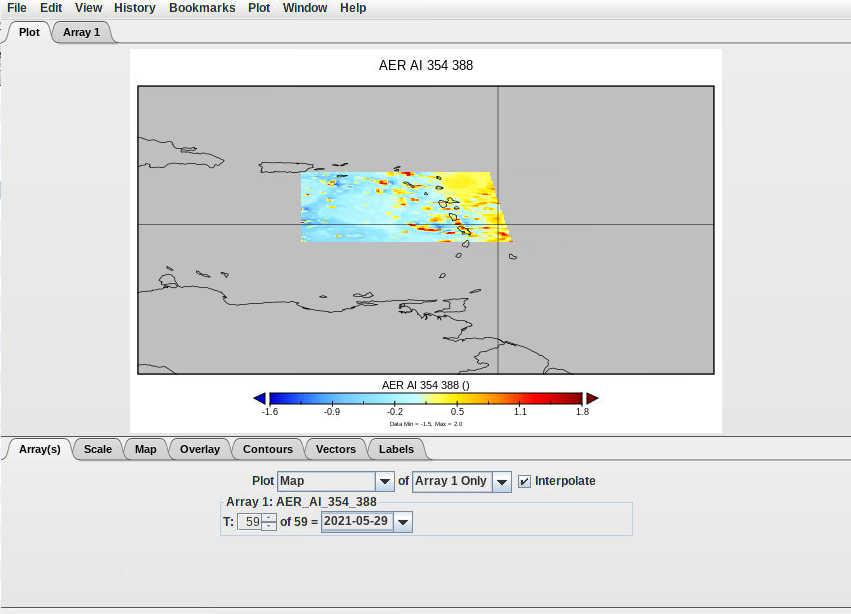 File Edit View History Bookmarks Plot Window Help
Plot Array 1
AER AI 354 388
AER AI 354 388 ()
-1.6 -0.9 -0.2 0.5 1.1 1.8
Data Min = -1.5, Max = 2.0
Array(s) Scale Map Overlay Contours Vectors Labels
Plot Map of Array 1 Only Interpolate
Array 1: AER_AI_354_388
T: 59 of 59 = 2021-05-29